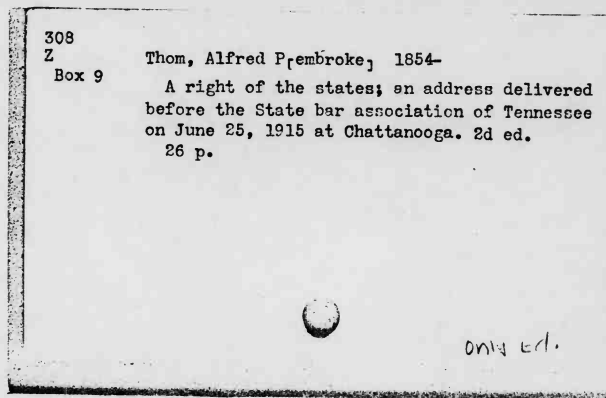 308
Z
Box 9
Thom, Alfred P[embroke] 1854-
A right of the states; an address delivered
before the State bar association of Tennessee
on June 25, 1915 at Chattanooga. 2d ed.
26 p.
Only Ed.